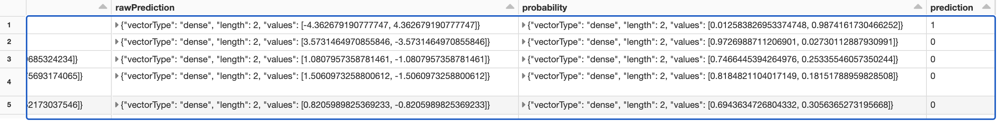 rawPrediction probability prediction
1 {"vectorType": "dense", "length": 2, "values": [-4.362679190777747, 4.362679190777747]} {"vectorType": "dense", "length": 2, "values": [0.012583826953374748, 0.9874161730466252]} 1
2 {"vectorType": "dense", "length": 2, "values": [3.5731464970855846, -3.5731464970855846]} {"vectorType": "dense", "length": 2, "values": [0.9726988711206901, 0.02730112887930991]} 0
3 685324234]} {"vectorType": "dense", "length": 2, "values": [1.0807957358781461, -1.0807957358781461]} {"vectorType": "dense", "length": 2, "values": [0.7466445394264976, 0.25335546057350244]} 0
4 5693174065]} {"vectorType": "dense", "length": 2, "values": [1.5060973258800612, -1.5060973258800612]} {"vectorType": "dense", "length": 2, "values": [0.8184821104017149, 0.18151788959828508]} 0
5 2173037546]} {"vectorType": "dense", "length": 2, "values": [0.8205989825369233, -0.8205989825369233]} {"vectorType": "dense", "length": 2, "values": [0.6943634726804332, 0.3056365273195668]} 0